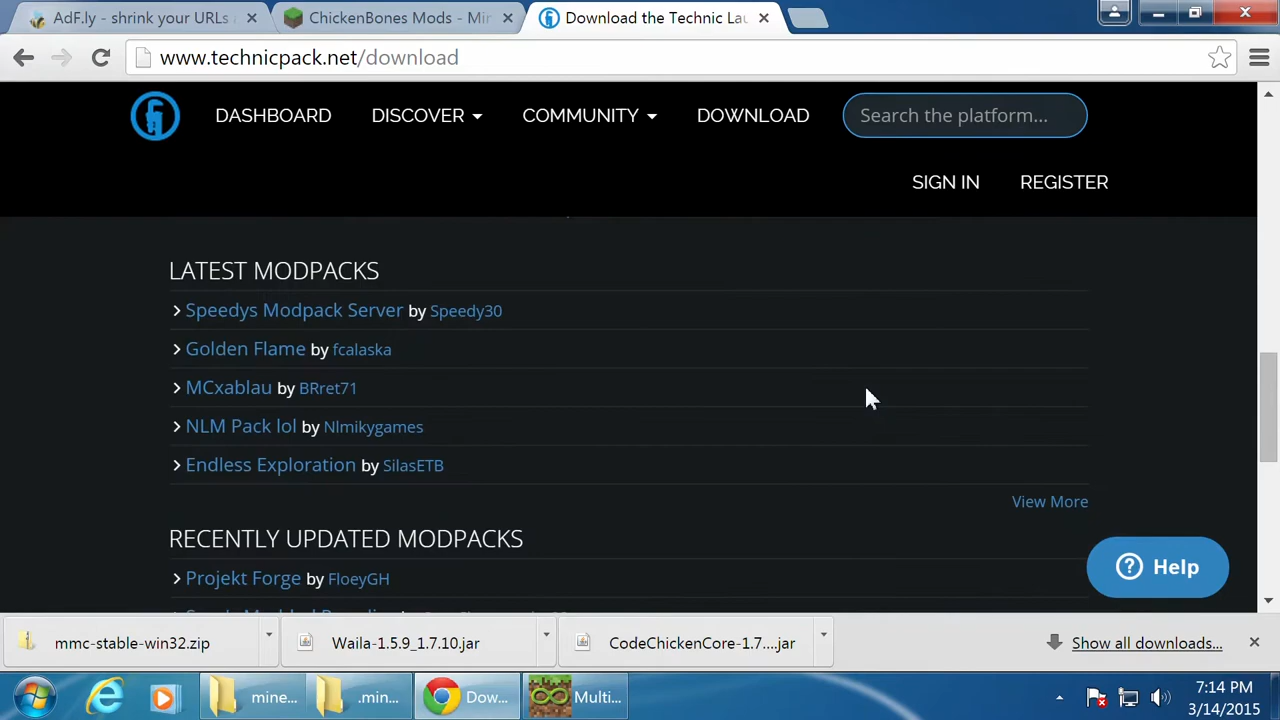 AdF.ly - shrink your URLs
ChickenBones Mods - Min
Download the Technic Lau
www.technicpack.net/download
DASHBOARD DISCOVER COMMUNITY DOWNLOAD Search the platform...
SIGN IN REGISTER
LATEST MODPACKS
Speedys Modpack Server by Speedy30
Golden Flame by fcalaska
MCxablau by BRret71
NLM Pack lol by Nlmikygames
Endless Exploration by SilasETB
View More
RECENTLY UPDATED MODPACKS
Projekt Forge by FloeyGH
Help
mmc-stable-win32.zip Waila-1.5.9_1.7.10.jar CodeChickenCore-1.7....jar Show all downloads...
mine... .min... Dow... Multi...
7:14 PM
3/14/2015